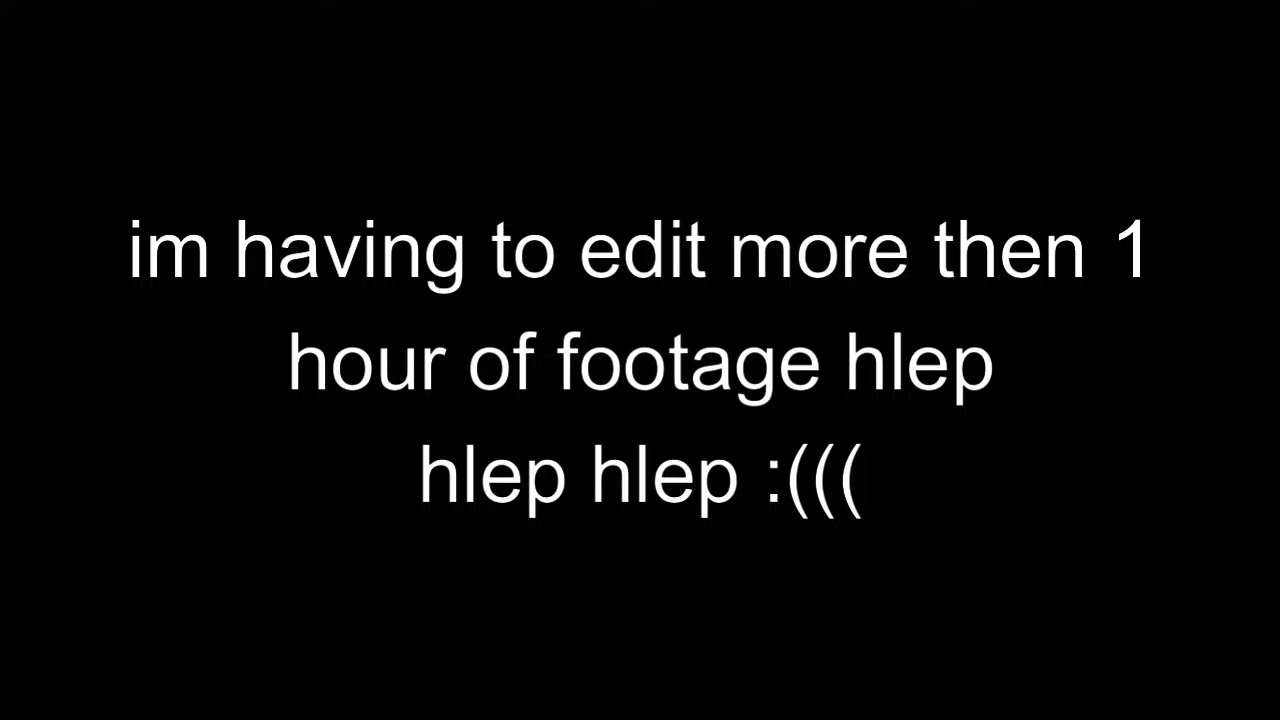 im having to edit more then 1
hour of footage hlep
hlep hlep :(((